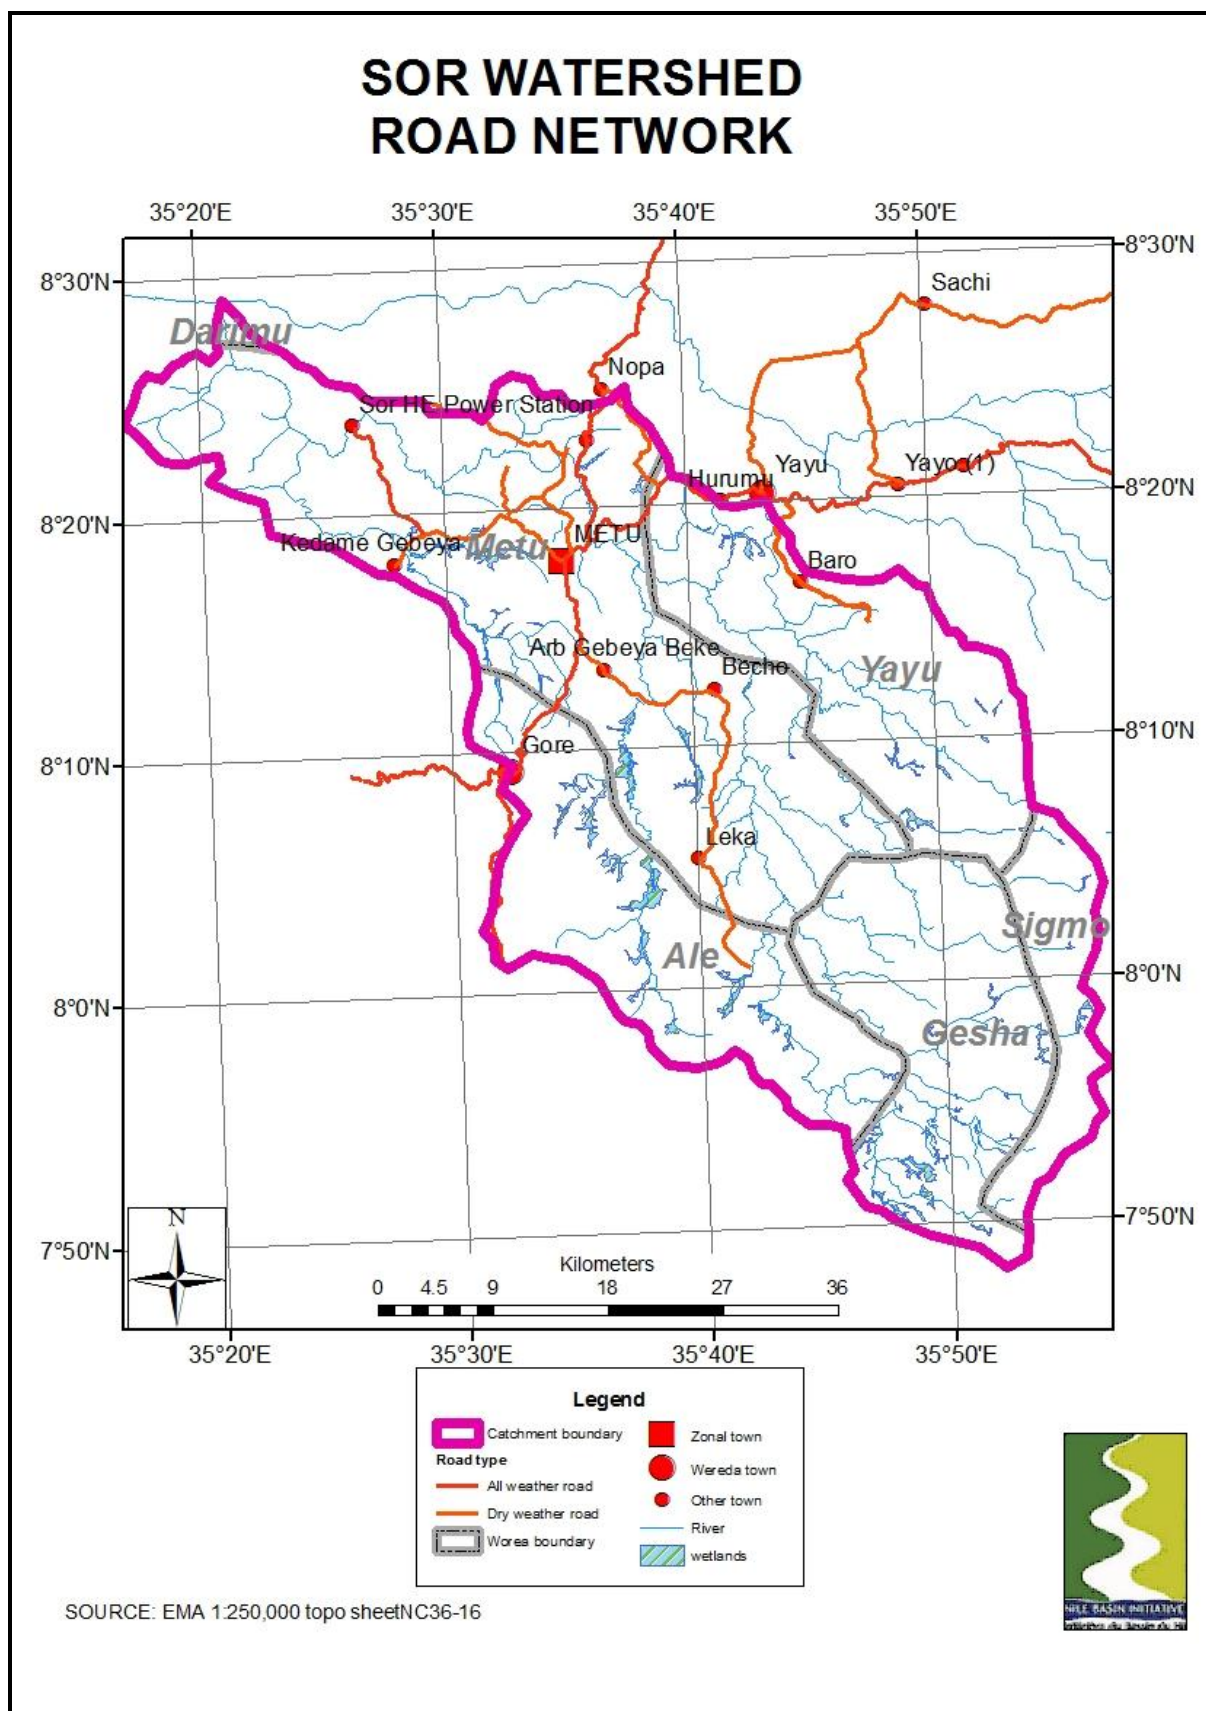 SOR WATERSHED
ROAD NETWORK
35°20'E 35°30'E 35°40'E 35°50'E
8°30'N
8°30'N
Sachi
Darimu
Nopa
Sor HE Power Station
Yayu
Yayo (1)
Hurumu
8°20'N
8°20'N
METU
Kedame Gebeya
Metu
Baro
Arb Gebeya Beke
Becho
Yayu
8°10'N
Gore
8°10'N
Leka
Sigmo
Ale
8°0'N
8°0'N
Gesha
N
7°50'N
7°50'N
Kilometers
0 4.5 9 18 27 36
35°20'E 35°30'E 35°40'E 35°50'E
Legend
Catchment boundary
Road type
All weather road
Dry weather road
Worea boundary
Zonal town
Wereda town
Other town
River
wetlands
SOURCE: EMA 1:250,000 topo sheetNC36-16
NILE BASIN INITIATIVE